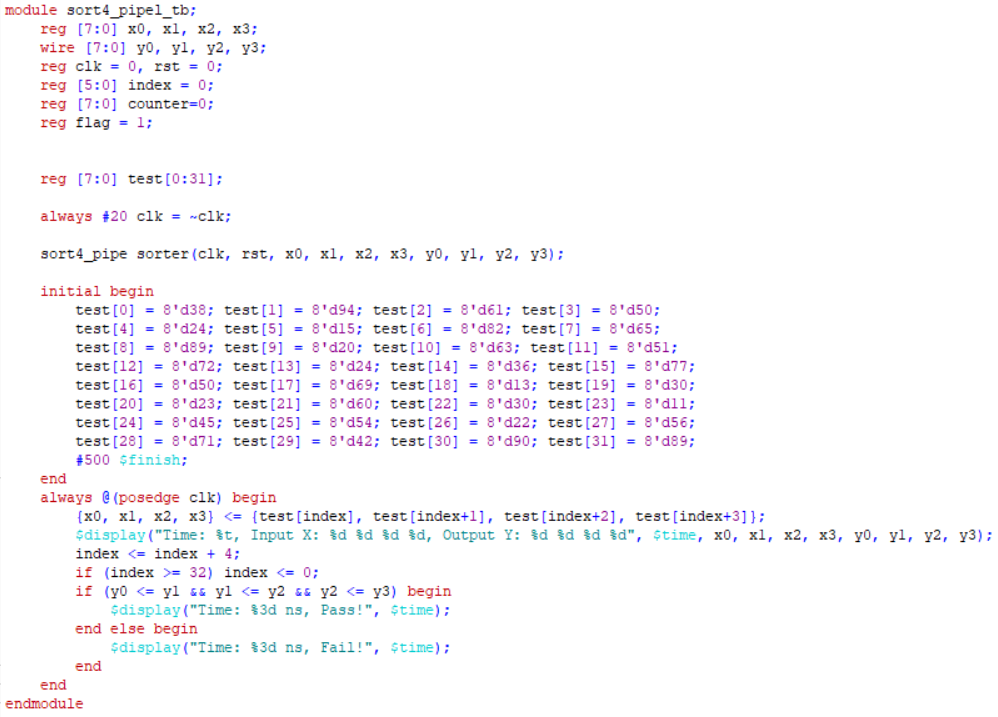 module sort4_pipel_tb;
reg [7:0] x0, x1, x2, x3;
wire [7:0] y0, y1, y2, y3;
reg clk = 0, rst = 0;
reg [5:0] index = 0;
reg [7:0] counter=0;
reg flag = 1;
reg [7:0] test[0:31];
always #20 clk = ~clk;
sort4_pipe sorter(clk, rst, x0, x1, x2, x3, y0, y1, y2, y3);
initial begin
test[0] = 8'd38; test[1] = 8'd94; test[2] = 8'd61; test[3] = 8'd50;
test[4] = 8'd24; test[5] = 8'd15; test[6] = 8'd82; test[7] = 8'd65;
test[8] = 8'd89; test[9] = 8'd20; test[10] = 8'd63; test[11] = 8'd51;
test[12] = 8'd72; test[13] = 8'd24; test[14] = 8'd36; test[15] = 8'd77;
test[16] = 8'd50; test[17] = 8'd69; test[18] = 8'd13; test[19] = 8'd30;
test[20] = 8'd23; test[21] = 8'd60; test[22] = 8'd30; test[23] = 8'd11;
test[24] = 8'd45; test[25] = 8'd54; test[26] = 8'd22; test[27] = 8'd56;
test[28] = 8'd71; test[29] = 8'd42; test[30] = 8'd90; test[31] = 8'd89;
#500 $finish;
end
always @(posedge clk) begin
{x0, x1, x2, x3} <= {test[index], test[index+1], test[index+2], test[index+3]};
$display("Time: %t, Input X: %d %d %d %d, Output Y: %d %d %d %d", $time, x0, x1, x2, x3, y0, y1, y2, y3);
index <= index + 4;
if (index >= 32) index <= 0;
if (y0 <= y1 && y1 <= y2 && y2 <= y3) begin
$display("Time: %3d ns, Pass!", $time);
end else begin
$display("Time: %3d ns, Fail!", $time);
end
end
endmodule